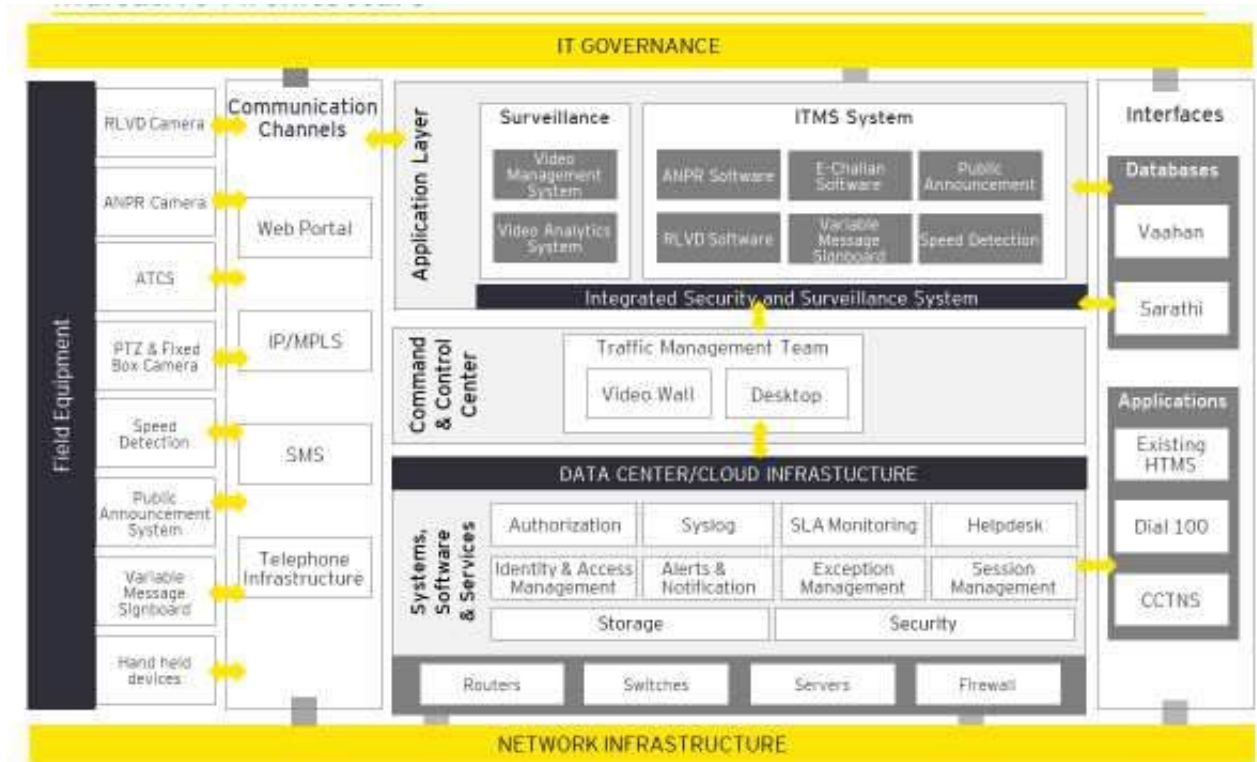 IT GOVERNANCE
Field Equipment
RLVD Camera
ANPR Camera
ATCS
PTZ & Fixed
Box Camera
Speed
Detection
Public
Announcement
System
Variable
Message
Signboard
Hand held
devices
Communication
Channels
Web Portal
IP/MPLS
SMS
Telephone
Infrastructure
Application Layer
Surveillance
Video
Management
System
Video Analytics
System
ITMS System
ANPR Software
E-Challan
Software
Public
Announcement
RLVD Software
Variable
Message
Signboard
Speed Detection
Integrated Security and Surveillance System
Command
& Control
Center
Traffic Management Team
Video Wall
Desktop
DATA CENTER/CLOUD INFRASTUCTURE
Systems,
Software
& Services
Authorization
Syslog
SLA Monitoring
Helpdesk
Identity & Access
Management
Alerts &
Notification
Exception
Management
Session
Management
Storage
Security
Routers
Switches
Servers
Firewall
Interfaces
Databases
Vaahan
Sarathi
Applications
Existing
HTMS
Dial 100
CCTNS
NETWORK INFRASTRUCTURE